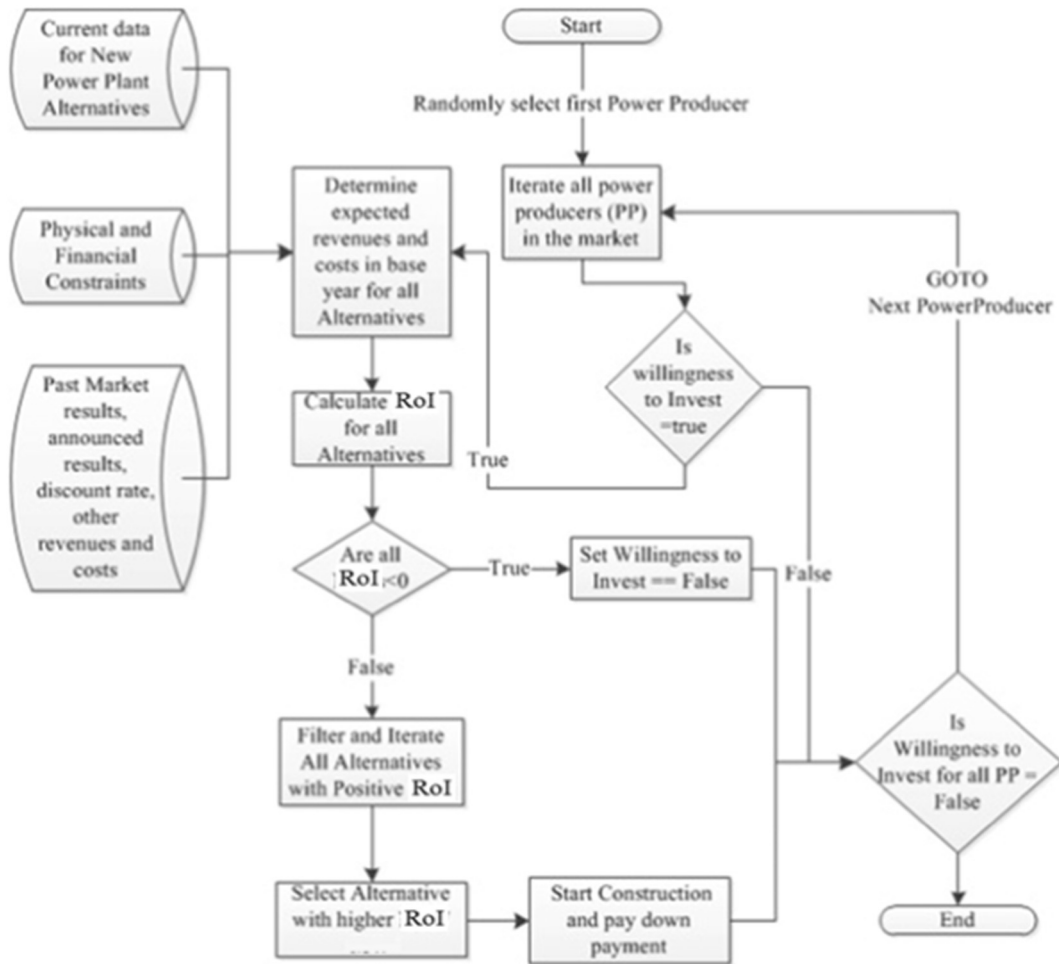 Current data
for New
Power Plant
Alternatives
Physical and
Financial
Constraints
Past Market
results,
announced
results,
discount rate,
other
revenues and
costs
Start
Randomly select first Power Producer
Iterate all power
producers (PP)
in the market
Determine
expected
revenues and
costs in base
year for all
Alternatives
Is
willingness
to Invest
=true
GOTO
Next PowerProducer
Calculate RoI
for all
Alternatives
True
False
Are all
RoI <0
True
Set Willingness to
Invest == False
False
Filter and Iterate
All Alternatives
with Positive RoI
Select Alternative
with higher RoI
Start Construction
and pay down
payment
Is
Willingness to
Invest for all PP =
False
End